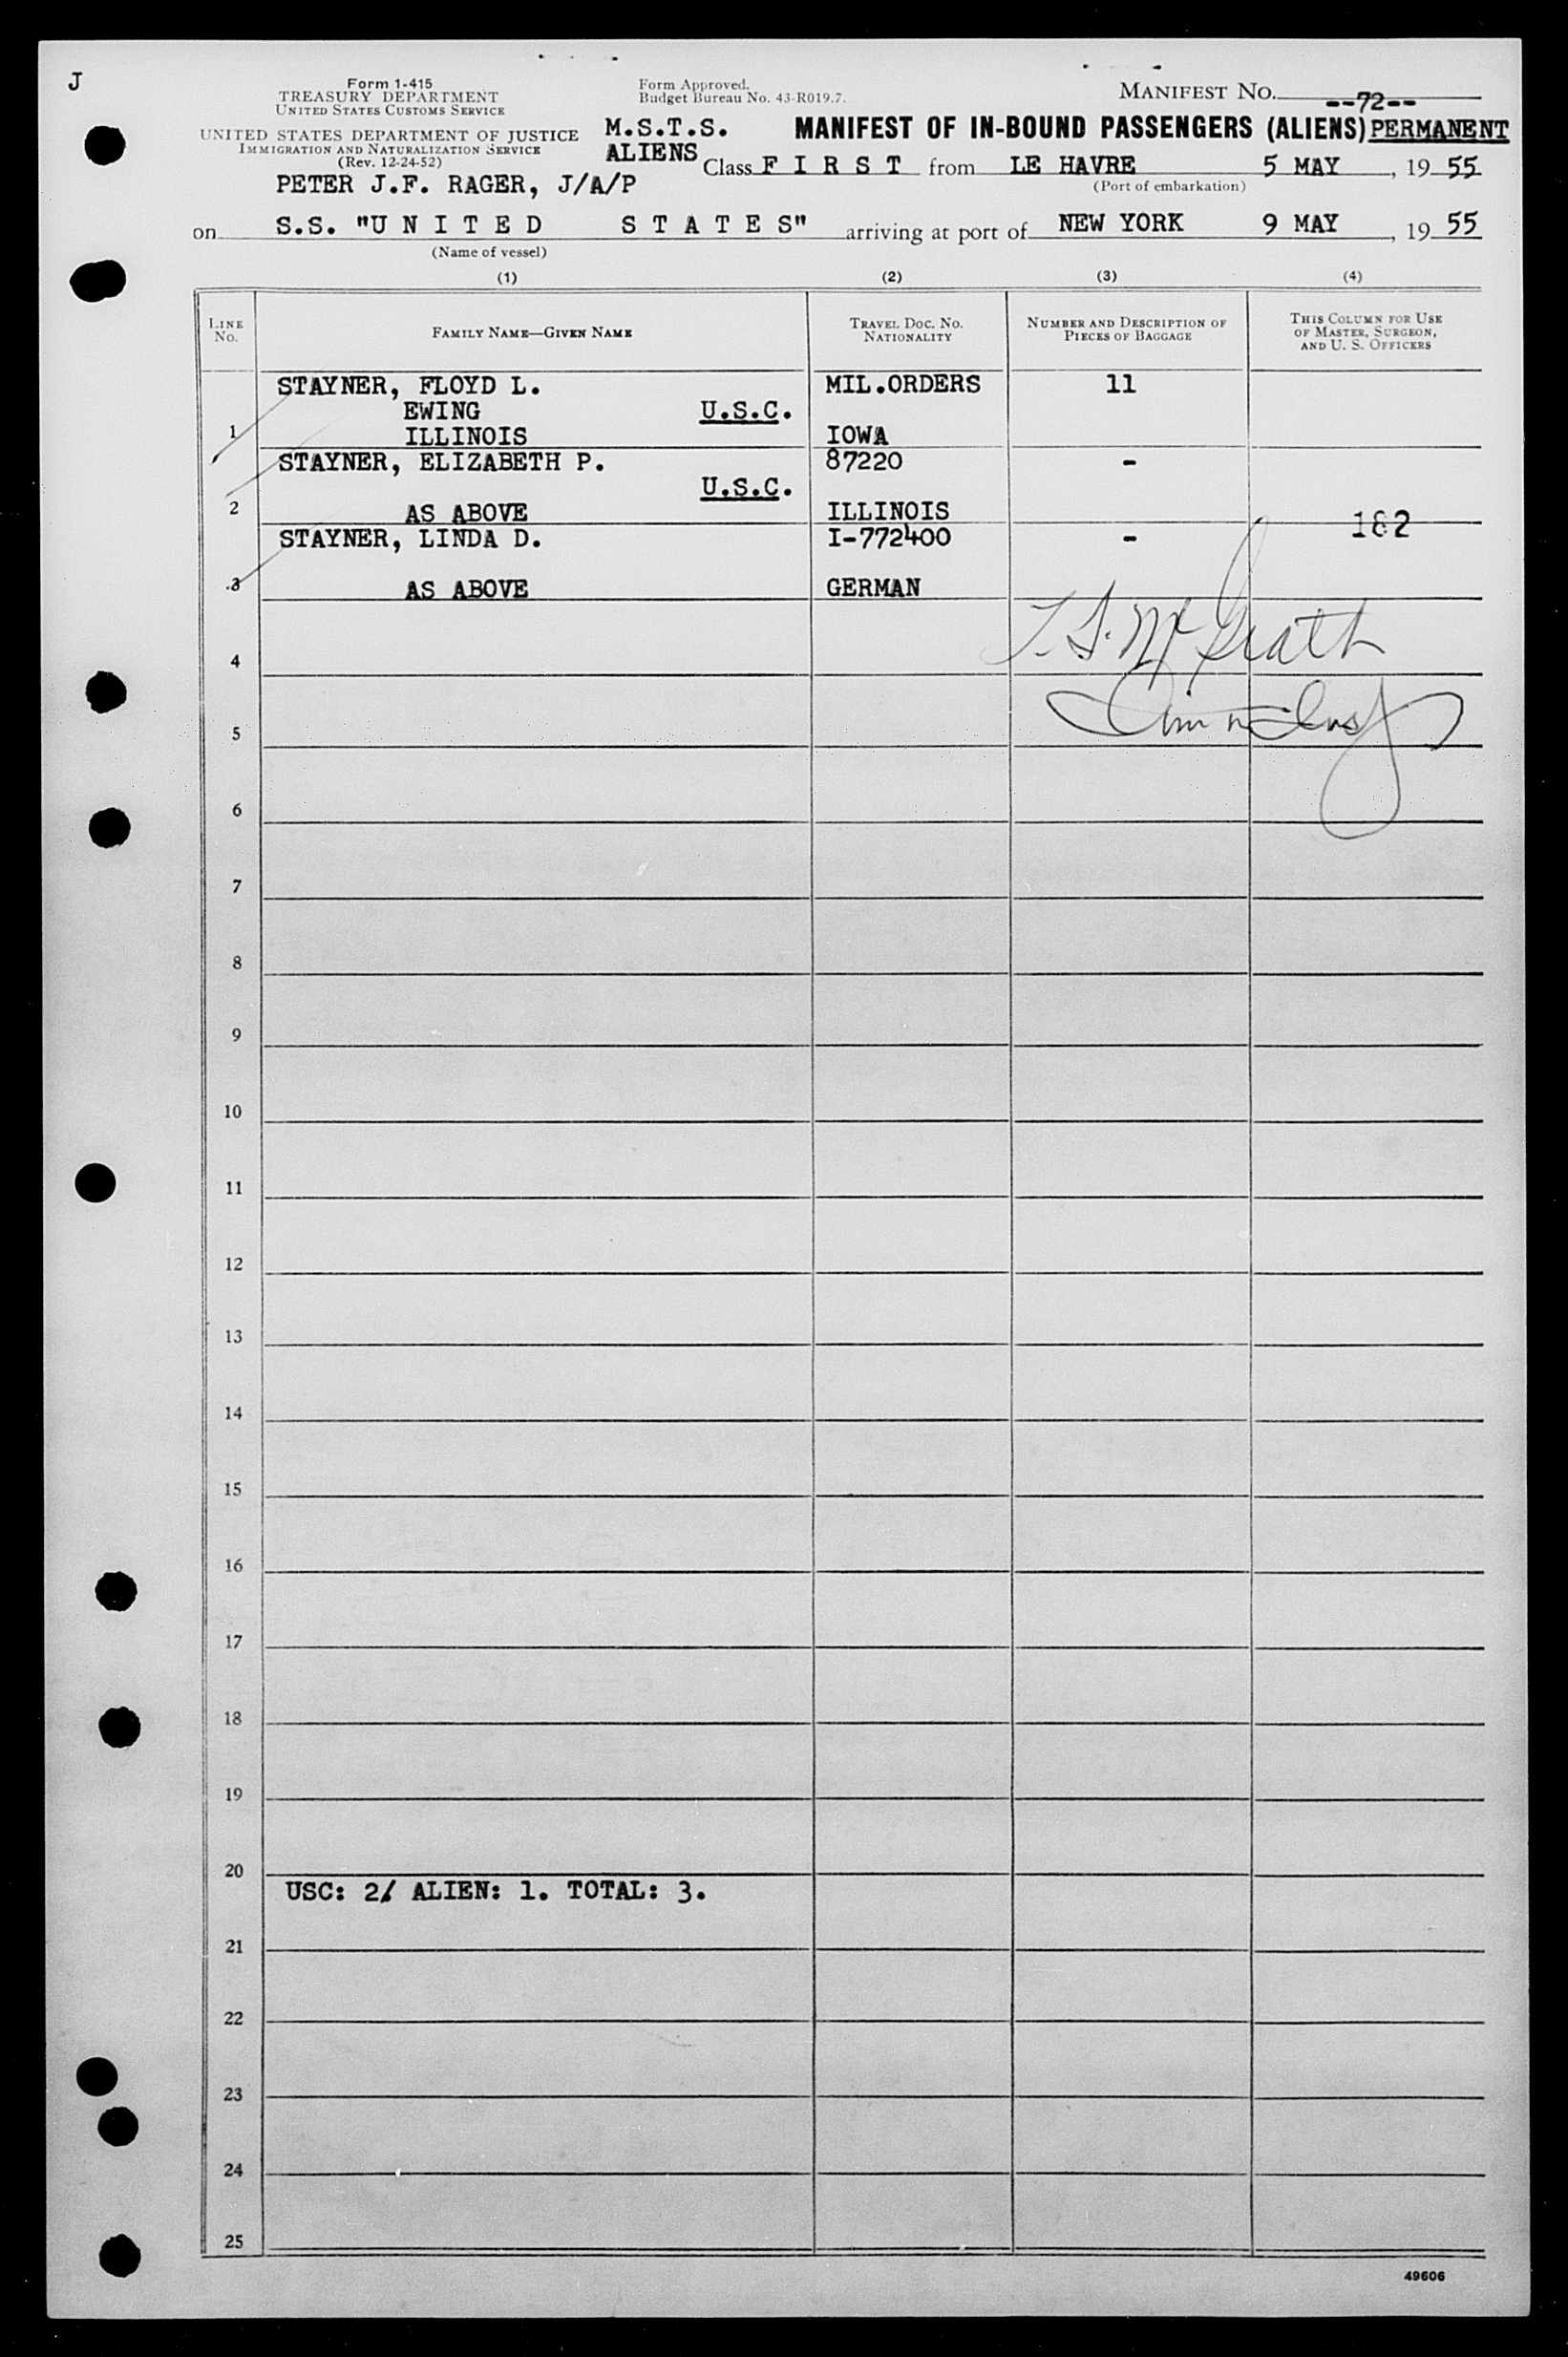 J
Form 1-415
TREASURY DEPARTMENT
UNITED STATES CUSTOMS SERVICE
UNITED STATES DEPARTMENT OF JUSTICE
IMMIGRATION AND NATURALIZATION SERVICE
(Rev. 12-24-52)
Form Approved.
Budget Bureau No. 43-R019.7.
MANIFEST NO. --72--
M.S.T.S. MANIFEST OF IN-BOUND PASSENGERS (ALIENS) PERMANENT
ALIENS Class F I R S T from LE HAVRE 5 MAY, 19 55
(Port of embarkation)
PETER J.F. RAGER, J/A/P
on S.S. "U N I T E D S T A T E S" arriving at port of NEW YORK 9 MAY, 19 55
(Name of vessel)
(1) (2) (3) (4)
LINE NO. FAMILY NAME—GIVEN NAME TRAVEL DOC. NO. NATIONALITY NUMBER AND DESCRIPTION OF PIECES OF BAGGAGE THIS COLUMN FOR USE OF MASTER, SURGEON, AND U. S. OFFICERS
STAYNER, FLOYD L. MIL.ORDERS 11
EWING U.S.C.
1 ILLINOIS IOWA
STAYNER, ELIZABETH P. 87220 -
U.S.C.
2 AS ABOVE ILLINOIS
182
STAYNER, LINDA D. I-772400 -
3 AS ABOVE GERMAN
T. S. McGrath
4
5
6
7
8
9
10
11
12
13
14
15
16
17
18
19
20
USC: 2/ ALIEN: 1. TOTAL: 3.
21
22
23
24
25
49606